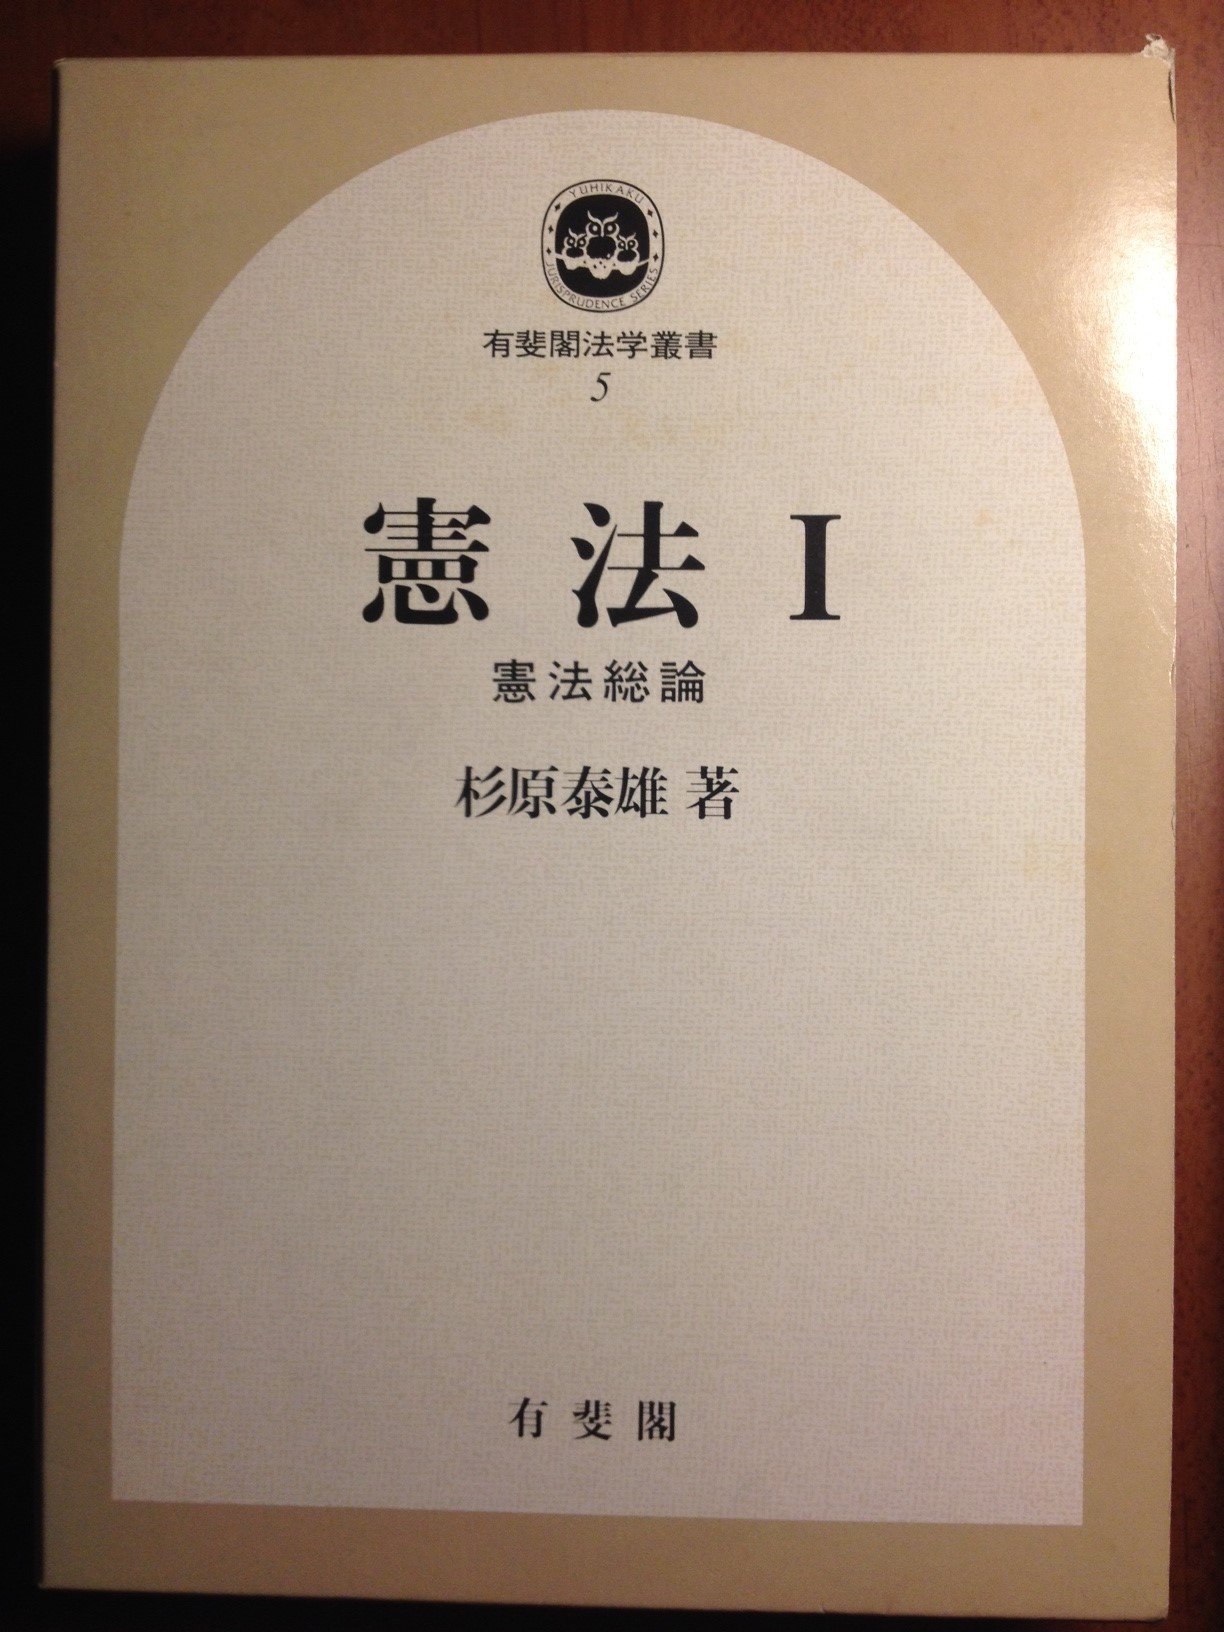 YUHIKAKU
JURISPRUDENCE SERIES
有斐閣法学叢書
5
憲法 I
憲法総論
杉原泰雄 著
有斐閣